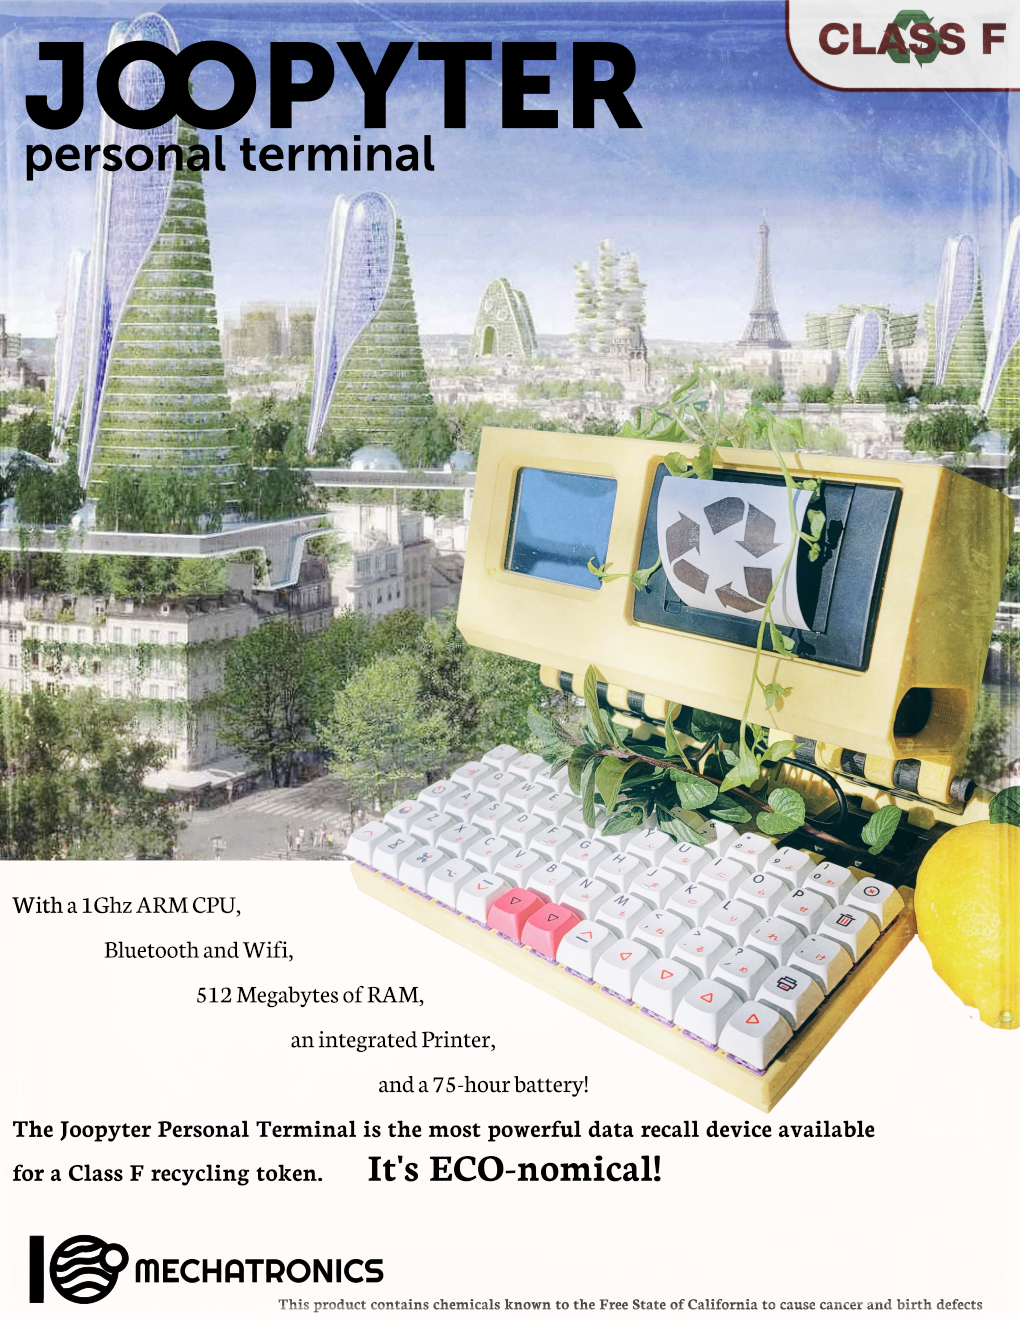 CLASS F
JOOPYTER
personal terminal
With a 1Ghz ARM CPU,
Bluetooth and Wifi,
512 Megabytes of RAM,
an integrated Printer,
and a 75-hour battery!
The Joopyter Personal Terminal is the most powerful data recall device available
for a Class F recycling token. It's ECO-nomical!
IO MECHATRONICS
This product contains chemicals known to the Free State of California to cause cancer and birth defects